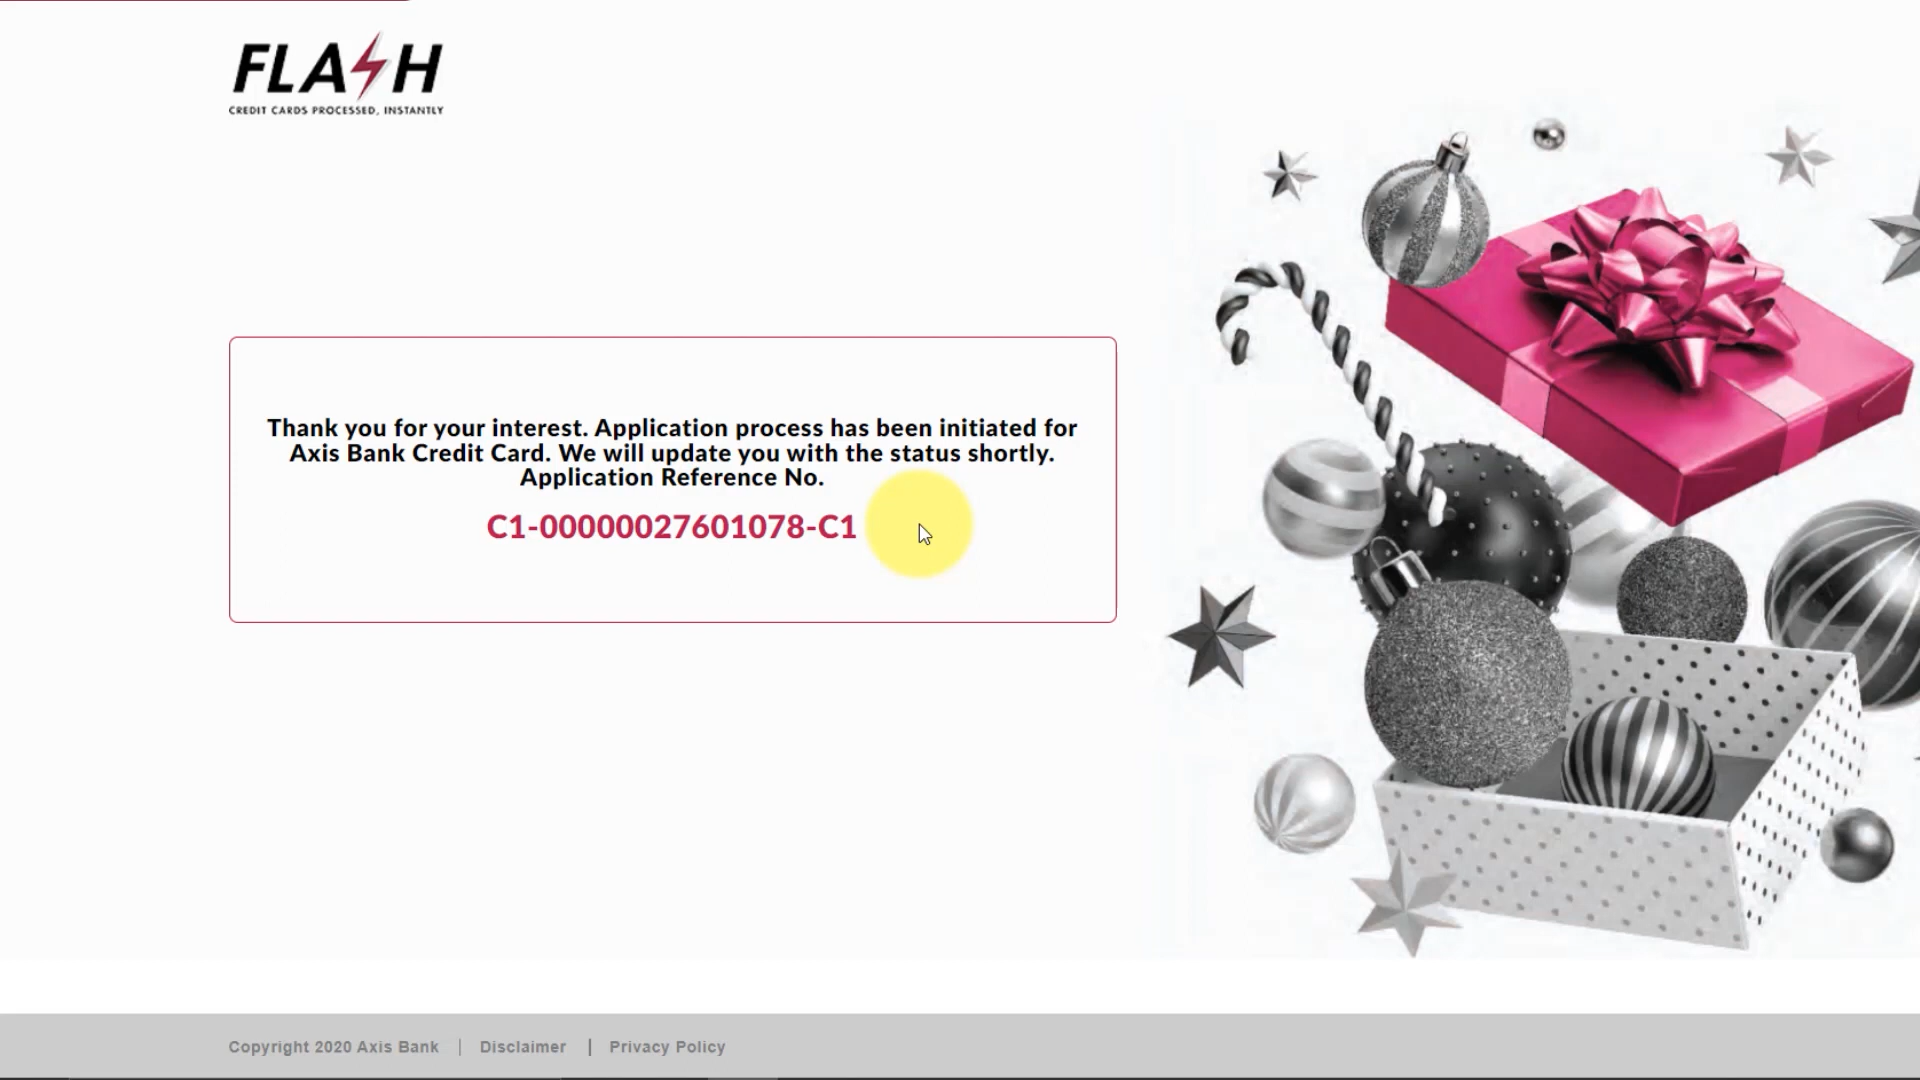 FLASH
CREDIT CARDS PROCESSED, INSTANTLY
Thank you for your interest. Application process has been initiated for
Axis Bank Credit Card. We will update you with the status shortly.
Application Reference No.
C1-00000027601078-C1
Copyright 2020 Axis Bank | Disclaimer | Privacy Policy